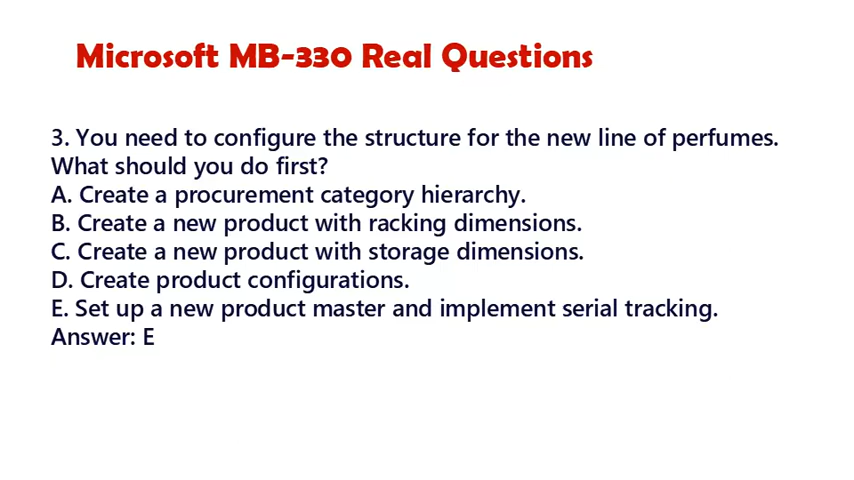 Microsoft MB-330 Real Questions
3. You need to configure the structure for the new line of perfumes.
What should you do first?
A. Create a procurement category hierarchy.
B. Create a new product with racking dimensions.
C. Create a new product with storage dimensions.
D. Create product configurations.
E. Set up a new product master and implement serial tracking.
Answer: E